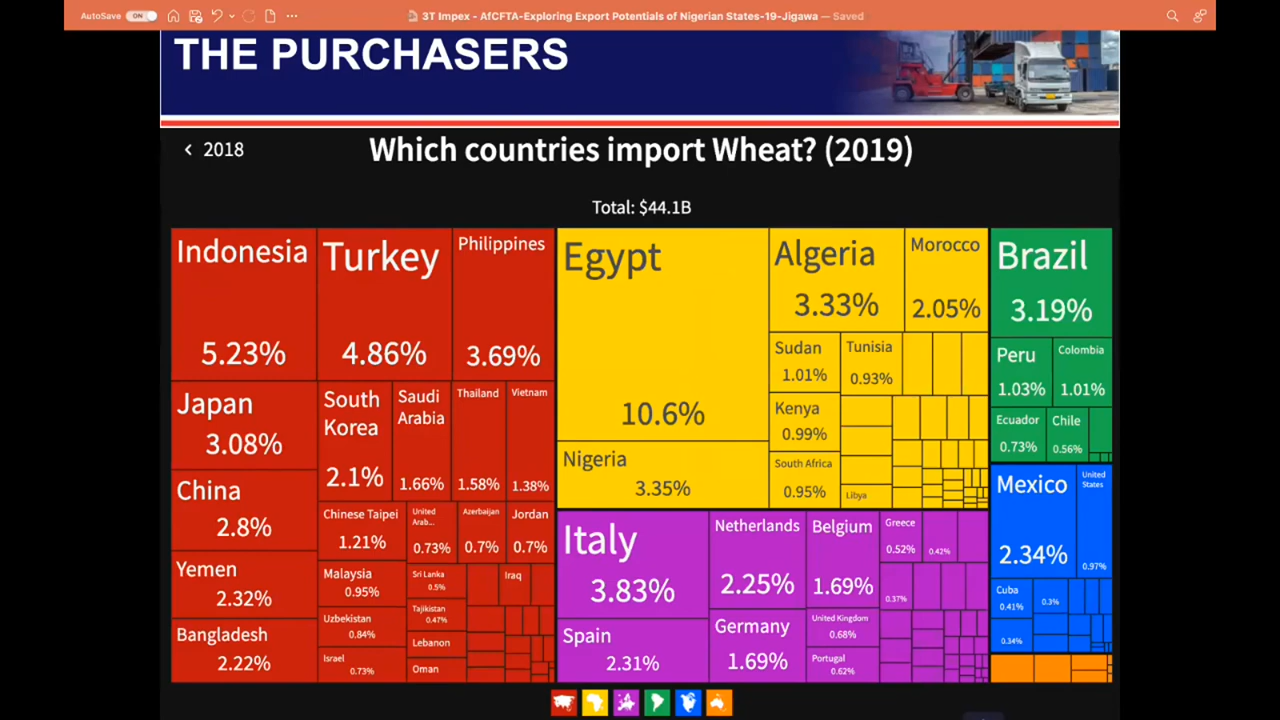 AutoSave ON
3T Impex - AfCFTA-Exploring Export Potentials of Nigerian States-19-Jigawa — Saved
THE PURCHASERS
< 2018
Which countries import Wheat? (2019)
Total: $44.1B
Indonesia
5.23%
Turkey
4.86%
Philippines
3.69%
Japan
3.08%
China
2.8%
Yemen
2.32%
Bangladesh
2.22%
South
Korea
2.1%
Saudi
Arabia
1.66%
Thailand
1.58%
Vietnam
1.38%
Chinese Taipei
1.21%
United
Arab...
0.73%
Azerbaijan
0.7%
Jordan
0.7%
Malaysia
0.95%
Uzbekistan
0.84%
Israel
0.73%
Sri Lanka
0.5%
Tajikistan
0.47%
Lebanon
Oman
Iraq
Egypt
10.6%
Nigeria
3.35%
Algeria
3.33%
Morocco
2.05%
Sudan
1.01%
Tunisia
0.93%
Kenya
0.99%
South Africa
0.95%
Libya
Italy
3.83%
Spain
2.31%
Netherlands
2.25%
Germany
1.69%
Belgium
1.69%
United Kingdom
0.68%
Portugal
0.62%
Greece
0.52%
0.42%
0.37%
Brazil
3.19%
Peru
1.03%
Colombia
1.01%
Ecuador
0.73%
Chile
0.56%
Mexico
2.34%
United
States
0.97%
Cuba
0.41%
0.3%
0.34%